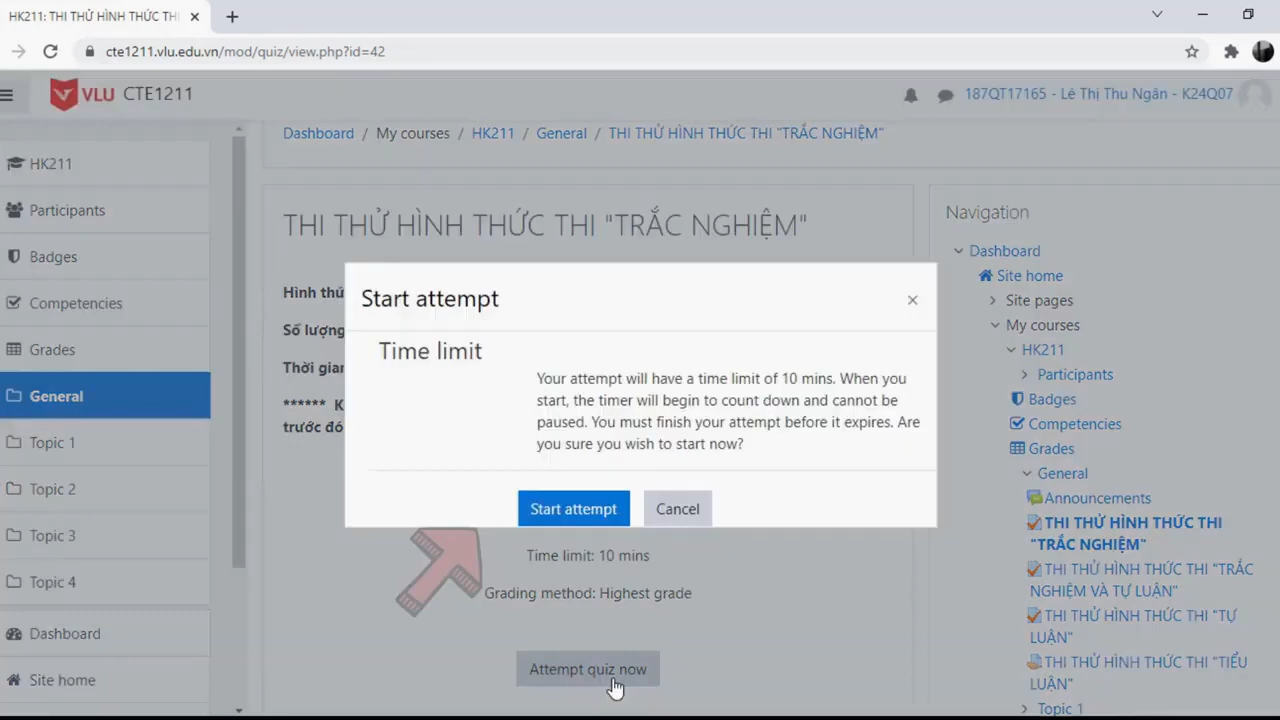 HK211: THI THỬ HÌNH THỨC TH
cte1211.vlu.edu.vn/mod/quiz/view.php?id=42
VLU CTE1211
187QT17165 - Lê Thị Thu Ngân - K24Q07
Dashboard / My courses / HK211 / General / THI THỬ HÌNH THỨC THI "TRẮC NGHIỆM"
HK211
Participants
Badges
Competencies
Grades
General
Topic 1
Topic 2
Topic 3
Topic 4
Dashboard
Site home
THI THỬ HÌNH THỨC THI "TRẮC NGHIỆM"
Hình thứ
Số lượng
Thời gian
****** K
trước đó
Start attempt
×
Time limit
Your attempt will have a time limit of 10 mins. When you
start, the timer will begin to count down and cannot be
paused. You must finish your attempt before it expires. Are
you sure you wish to start now?
Start attempt
Cancel
Time limit: 10 mins
Grading method: Highest grade
Attempt quiz now
Navigation
Dashboard
Site home
Site pages
My courses
HK211
Participants
Badges
Competencies
Grades
General
Announcements
THI THỬ HÌNH THỨC THI
"TRẮC NGHIỆM"
THI THỬ HÌNH THỨC THI "TRẮC
NGHIỆM VÀ TỰ LUẬN"
THI THỬ HÌNH THỨC THI "TỰ
LUẬN"
THI THỬ HÌNH THỨC THI "TIỂU
LUẬN"
Topic 1